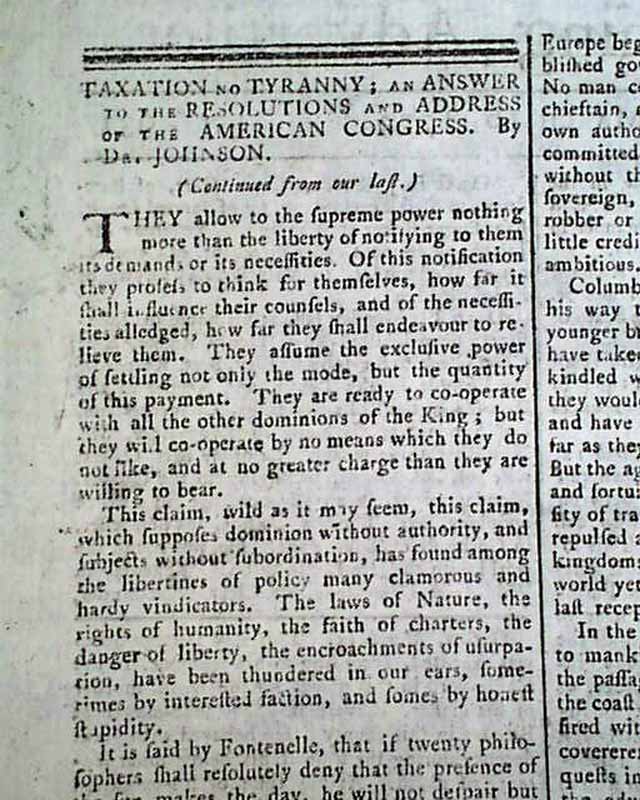 TAXATION NO TYRANNY; AN ANSWER
TO THE RESOLUTIONS AND ADDRESS
OF THE AMERICAN CONGRESS. By
Dr. JOHNSON.
(Continued from our laſt.)
THEY allow to the ſupreme power nothing
more than the liberty of notifying to them
its demands or its neceſſities. Of this notification
they profeſs to think for themſelves, how far it
ſhall influence their counſels, and of the neceſſi-
ties alledged, how far they ſhall endeavour to re-
lieve them. They aſſume the excluſive power
of ſettling not only the mode, but the quantity
of this payment. They are ready to co-operate
with all the other dominions of the King; but
they will co-operate by no means which they do
not like, and at no greater charge than they are
willing to bear.
This claim, wild as it may ſeem, this claim,
which ſuppoſes dominion without authority, and
ſubjects without ſubordination, has found among
the libertines of policy many clamorous and
hardy vindicators. The laws of Nature, the
rights of humanity, the faith of charters, the
danger of liberty, the encroachments of uſurpa-
tion, have been thundered in our ears, ſome-
times by intereſted faction, and ſomes by honeſt
ſtupidity.
It is ſaid by Fontenelle, that if twenty philo-
ſophers ſhall reſolutely deny that the preſence of
the ſun makes the day, he will not deſpair but
Europe beg
bliſhed gov
No man c
chieftain,
own autho
committed
without th
ſovereign,
robber or
little credi
ambitious.
Columb
his way t
younger b
have take
kindled w
they woul
and have
far as they
But the ag
and fortui
ſity of tra
repulſed a
kingdoms
world yet
laſt recep
In the
to mank
the paſſag
the coaſt
fired wit
coverere
queſts in